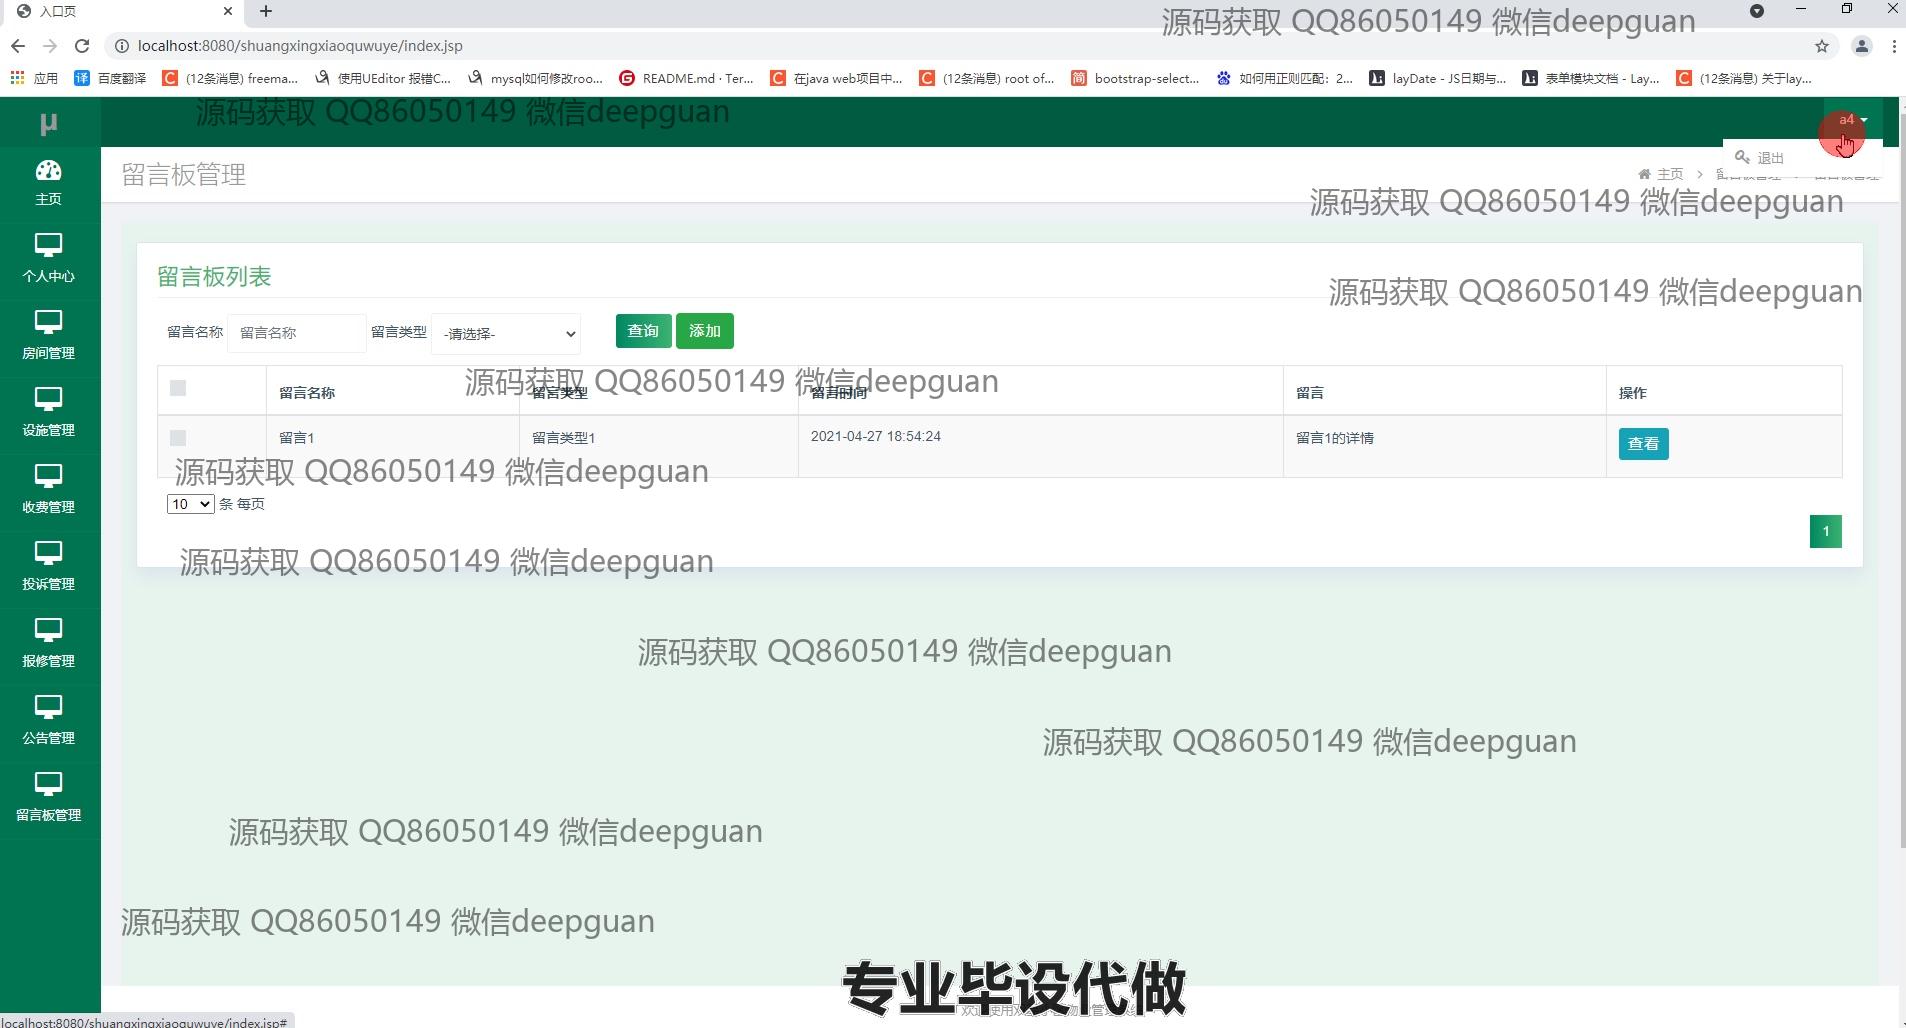 入口页
源码获取 QQ86050149 微信deepguan
localhost:8080/shuangxingxiaoquwuye/index.jsp
应用 百度翻译 (12条消息) freema... 使用UEditor 报错C... mysql如何修改roo... README.md · Ter... 在java web项目中... (12条消息) root of... bootstrap-select... 如何用正则匹配：2... layDate - JS日期与... 表单模块文档 - Lay... (12条消息) 关于lay...
源码获取 QQ86050149 微信deepguan
μ
a4
退出
留言板管理
主页 >
源码获取 QQ86050149 微信deepguan
主页
个人中心
房间管理
设施管理
收费管理
投诉管理
报修管理
公告管理
留言板管理
留言板列表
源码获取 QQ86050149 微信deepguan
留言名称 留言名称 留言类型 -请选择- 查询 添加
源码获取 QQ86050149 微信deepguan
留言名称 留言类型 留言时间 留言 操作
留言1 留言类型1 2021-04-27 18:54:24 留言1的详情 查看
源码获取 QQ86050149 微信deepguan
10 条 每页
1
源码获取 QQ86050149 微信deepguan
源码获取 QQ86050149 微信deepguan
源码获取 QQ86050149 微信deepguan
源码获取 QQ86050149 微信deepguan
源码获取 QQ86050149 微信deepguan
专业毕设代做
localhost:8080/shuangxingxiaoquwuye/index.jsp#